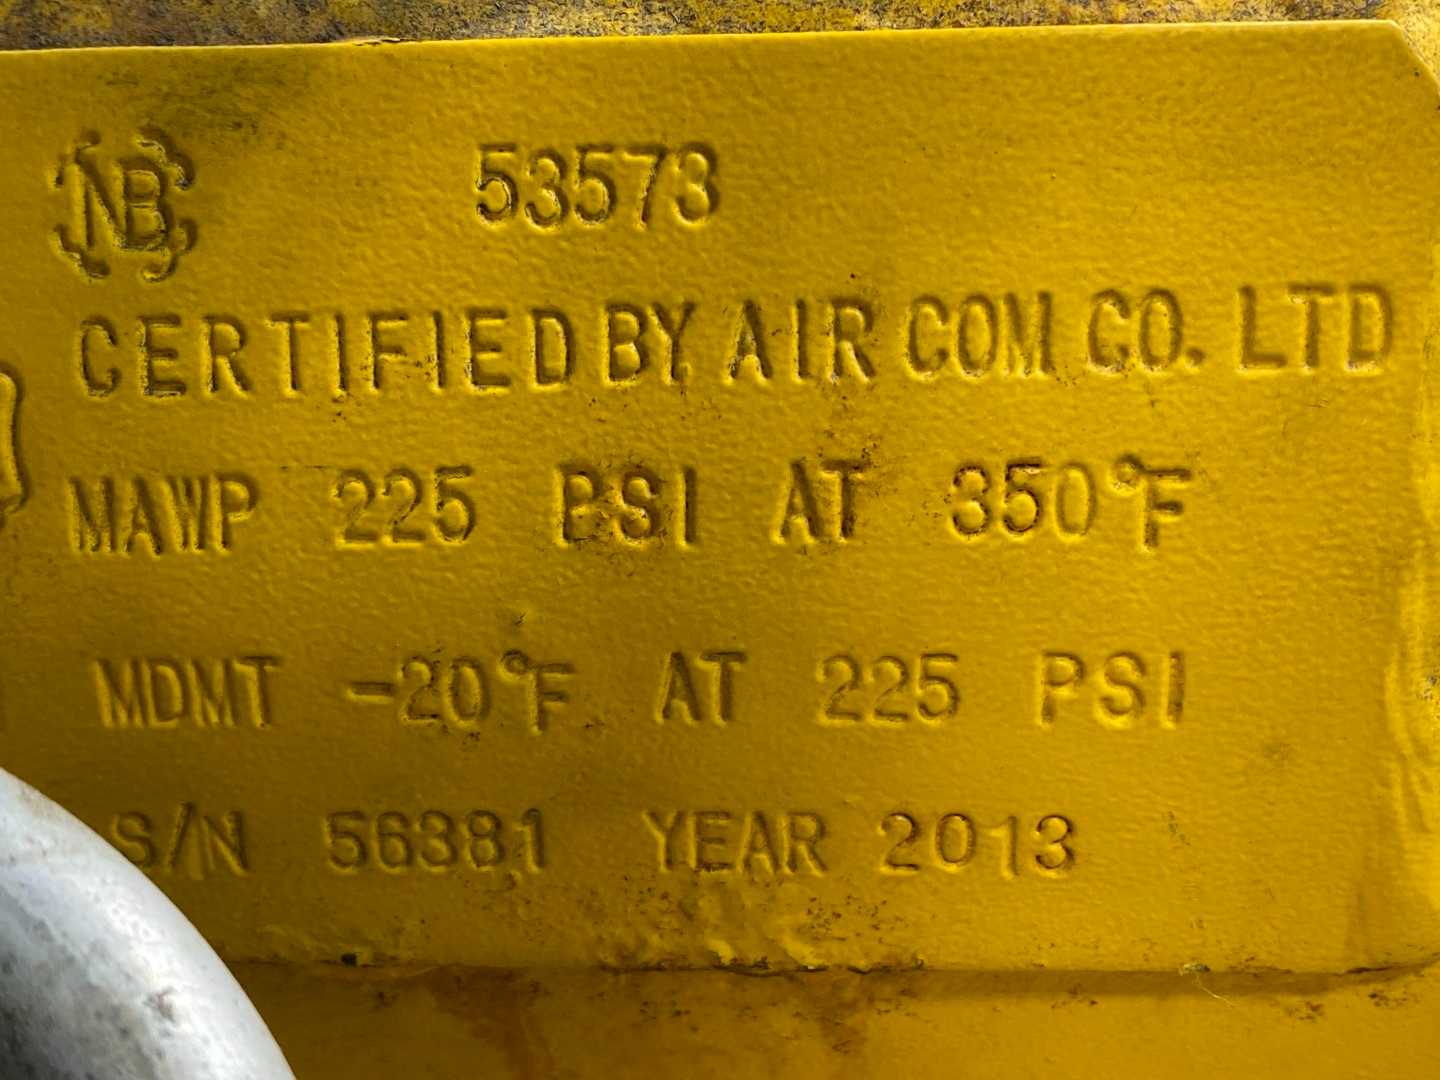 NB 53573
CERTIFIED BY AIR COM CO. LTD
MAWP 225 PSI AT 350°F
MDMT -20°F AT 225 PSI
S/N 56381 YEAR 2013